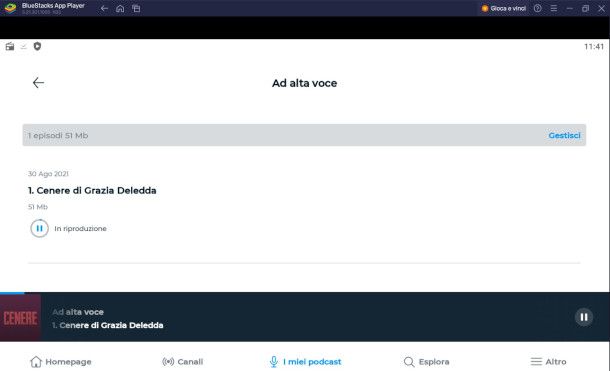 BlueStacks App Player
Gioca e vinci
11:41
Ad alta voce
1 episodi 51 Mb
Gestisci
30 Ago 2021
1. Cenere di Grazia Deledda
51 Mb
In riproduzione
CENERE
Ad alta voce
1. Cenere di Grazia Deledda
Homepage
Canali
I miei podcast
Esplora
Altro